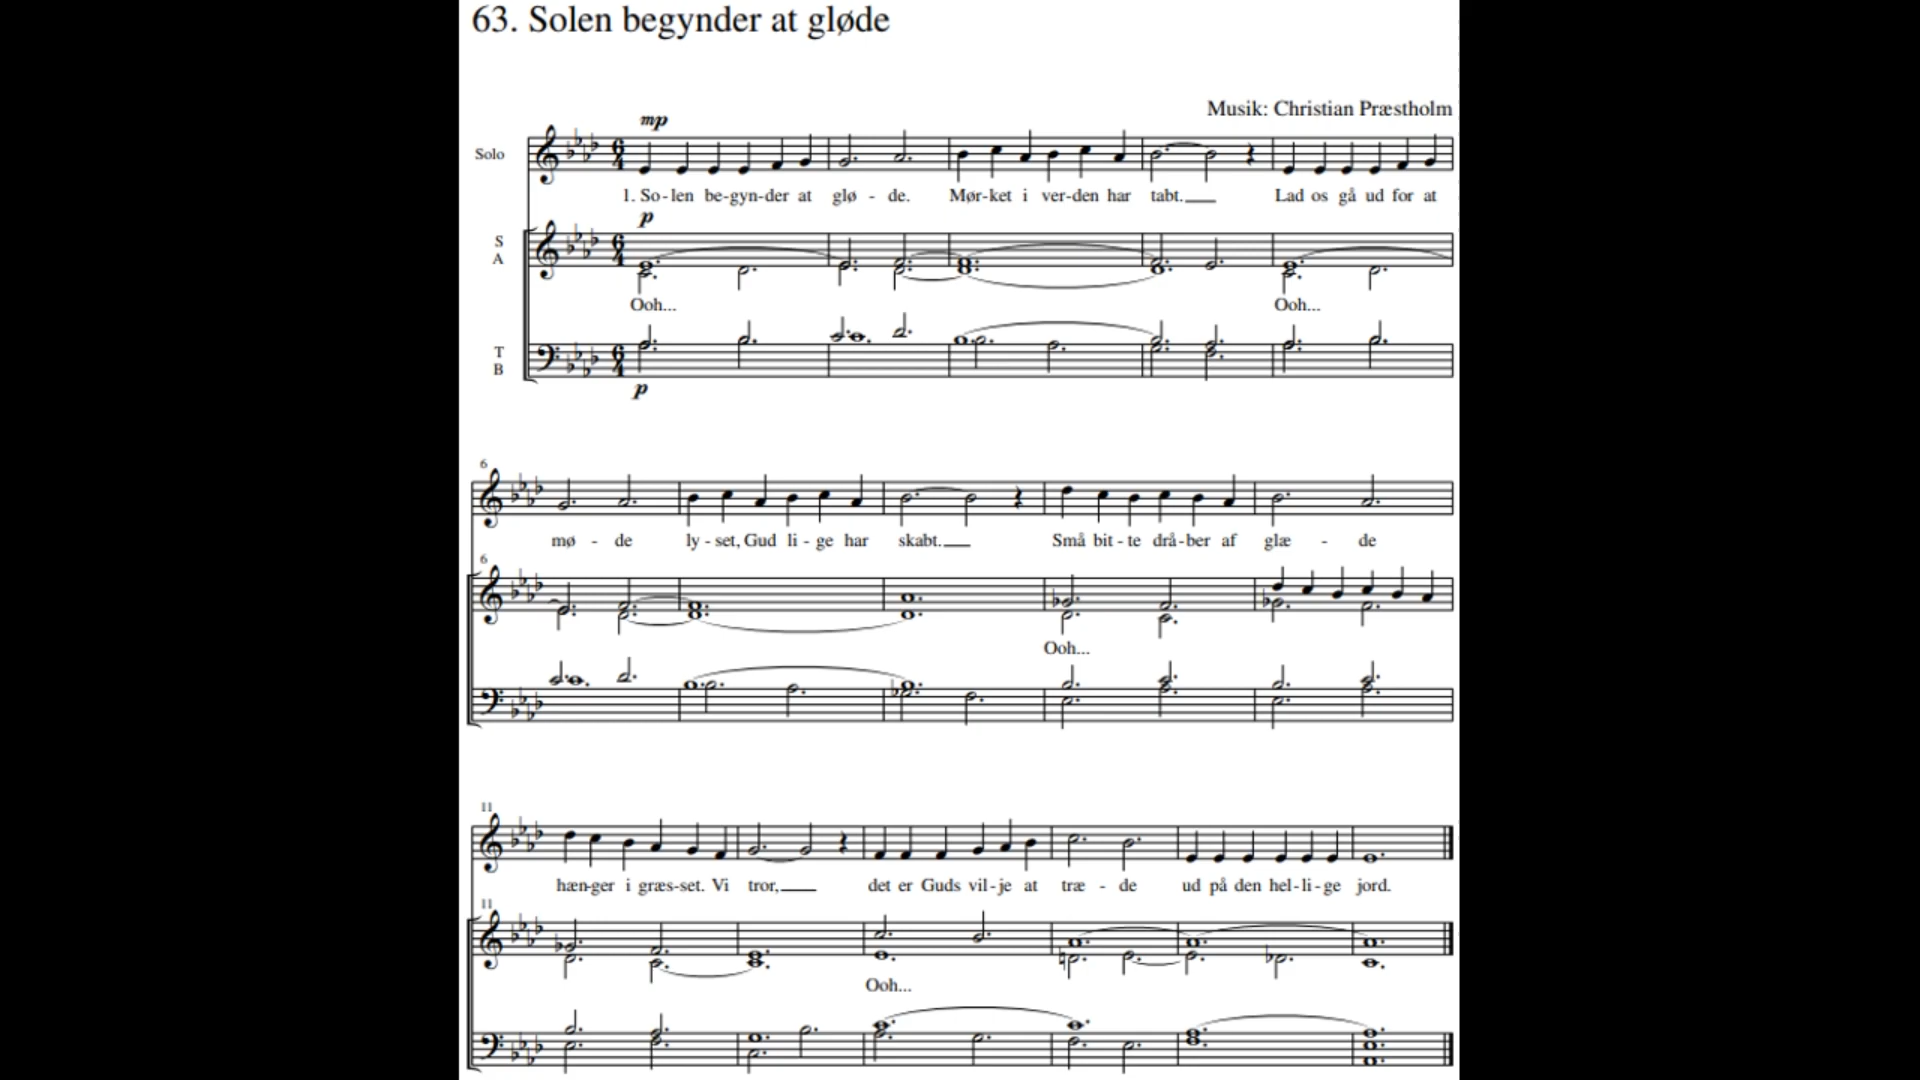 63. Solen begynder at gløde
Musik: Christian Præstholm
mp
Solo
1. So - len be - gyn - der at glø - de. Mør - ket i ver - den har tabt. Lad os gå ud for at
p
S
A
Ooh... Ooh...
T
B
p
6
mø - de ly - set, Gud li - ge har skabt. Små bit - te drå - ber af glæ - de
6
Ooh...
11
hæn - ger i græs - set. Vi tror, det er Guds vil - je at træ - de ud på den hel - li - ge jord.
11
Ooh...